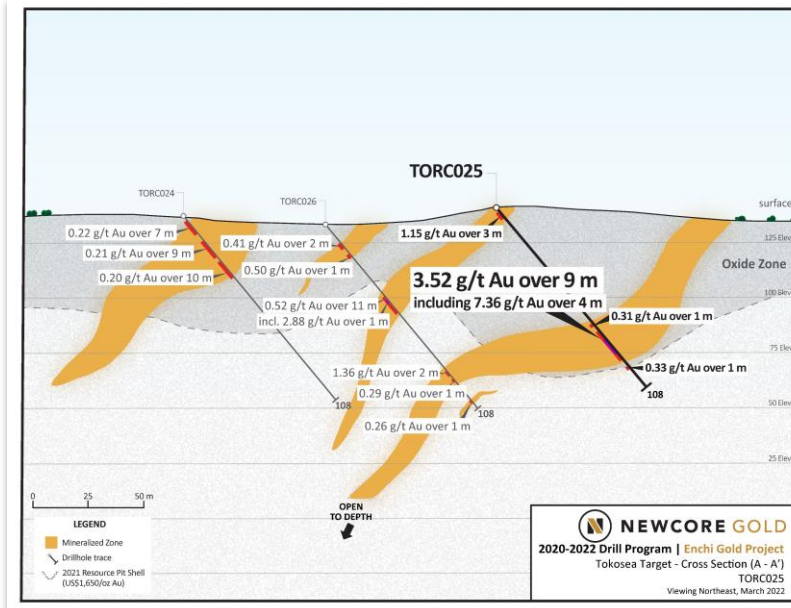 TORC025
TORC024
TORC026
surface
0.22 g/t Au over 7 m
0.41 g/t Au over 2 m
1.15 g/t Au over 3 m
125 Elev
0.21 g/t Au over 9 m
0.50 g/t Au over 1 m
Oxide Zone
0.20 g/t Au over 10 m
3.52 g/t Au over 9 m
including 7.36 g/t Au over 4 m
100 Elev
0.52 g/t Au over 11 m
incl. 2.88 g/t Au over 1 m
0.31 g/t Au over 1 m
75 Elev
1.36 g/t Au over 2 m
0.33 g/t Au over 1 m
0.29 g/t Au over 1 m
108
108
108
50 Elev
0.26 g/t Au over 1 m
25 Elev
0 25 50 m
OPEN
TO DEPTH
LEGEND
Mineralized Zone
Drillhole trace
2021 Resource Pit Shell
(US$1,650/oz Au)
NEWCORE GOLD
2020-2022 Drill Program | Enchi Gold Project
Tokosea Target - Cross Section (A - A')
TORC025
Viewing Northeast, March 2022